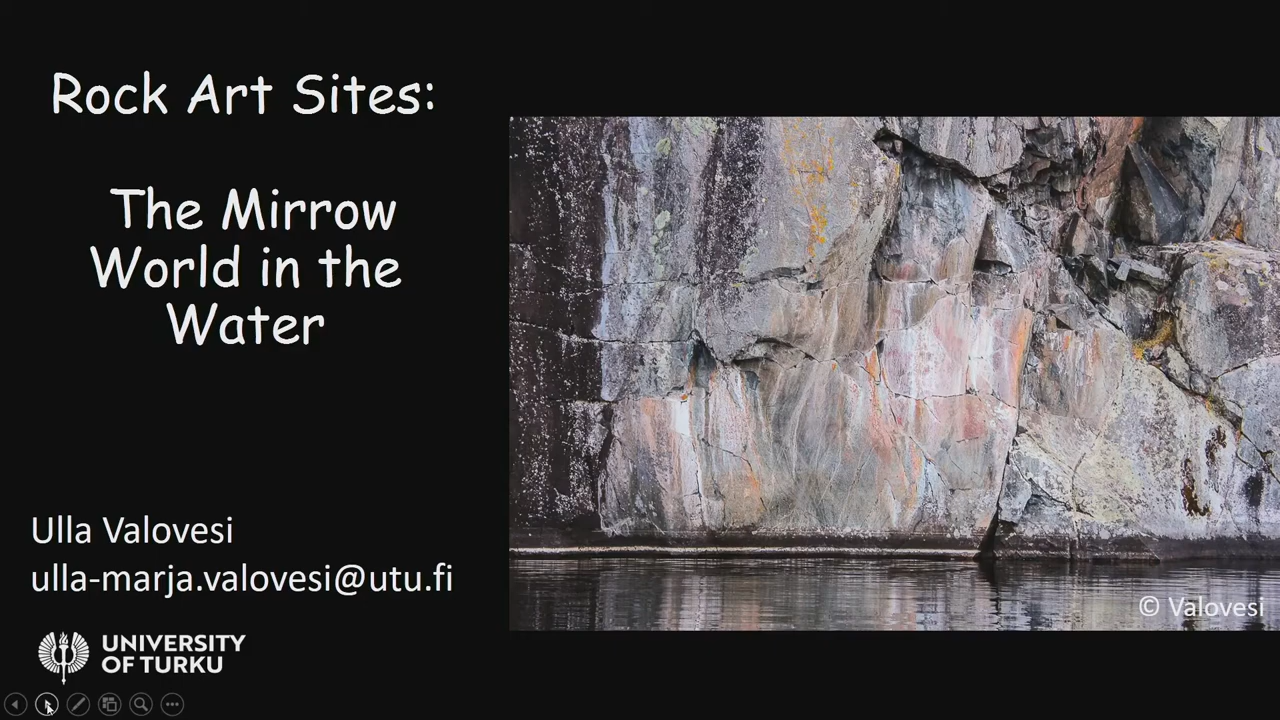 Rock Art Sites:
The Mirrow
World in the
Water
Ulla Valovesi
ulla-marja.valovesi@utu.fi
UNIVERSITY
OF TURKU
© Valovesi